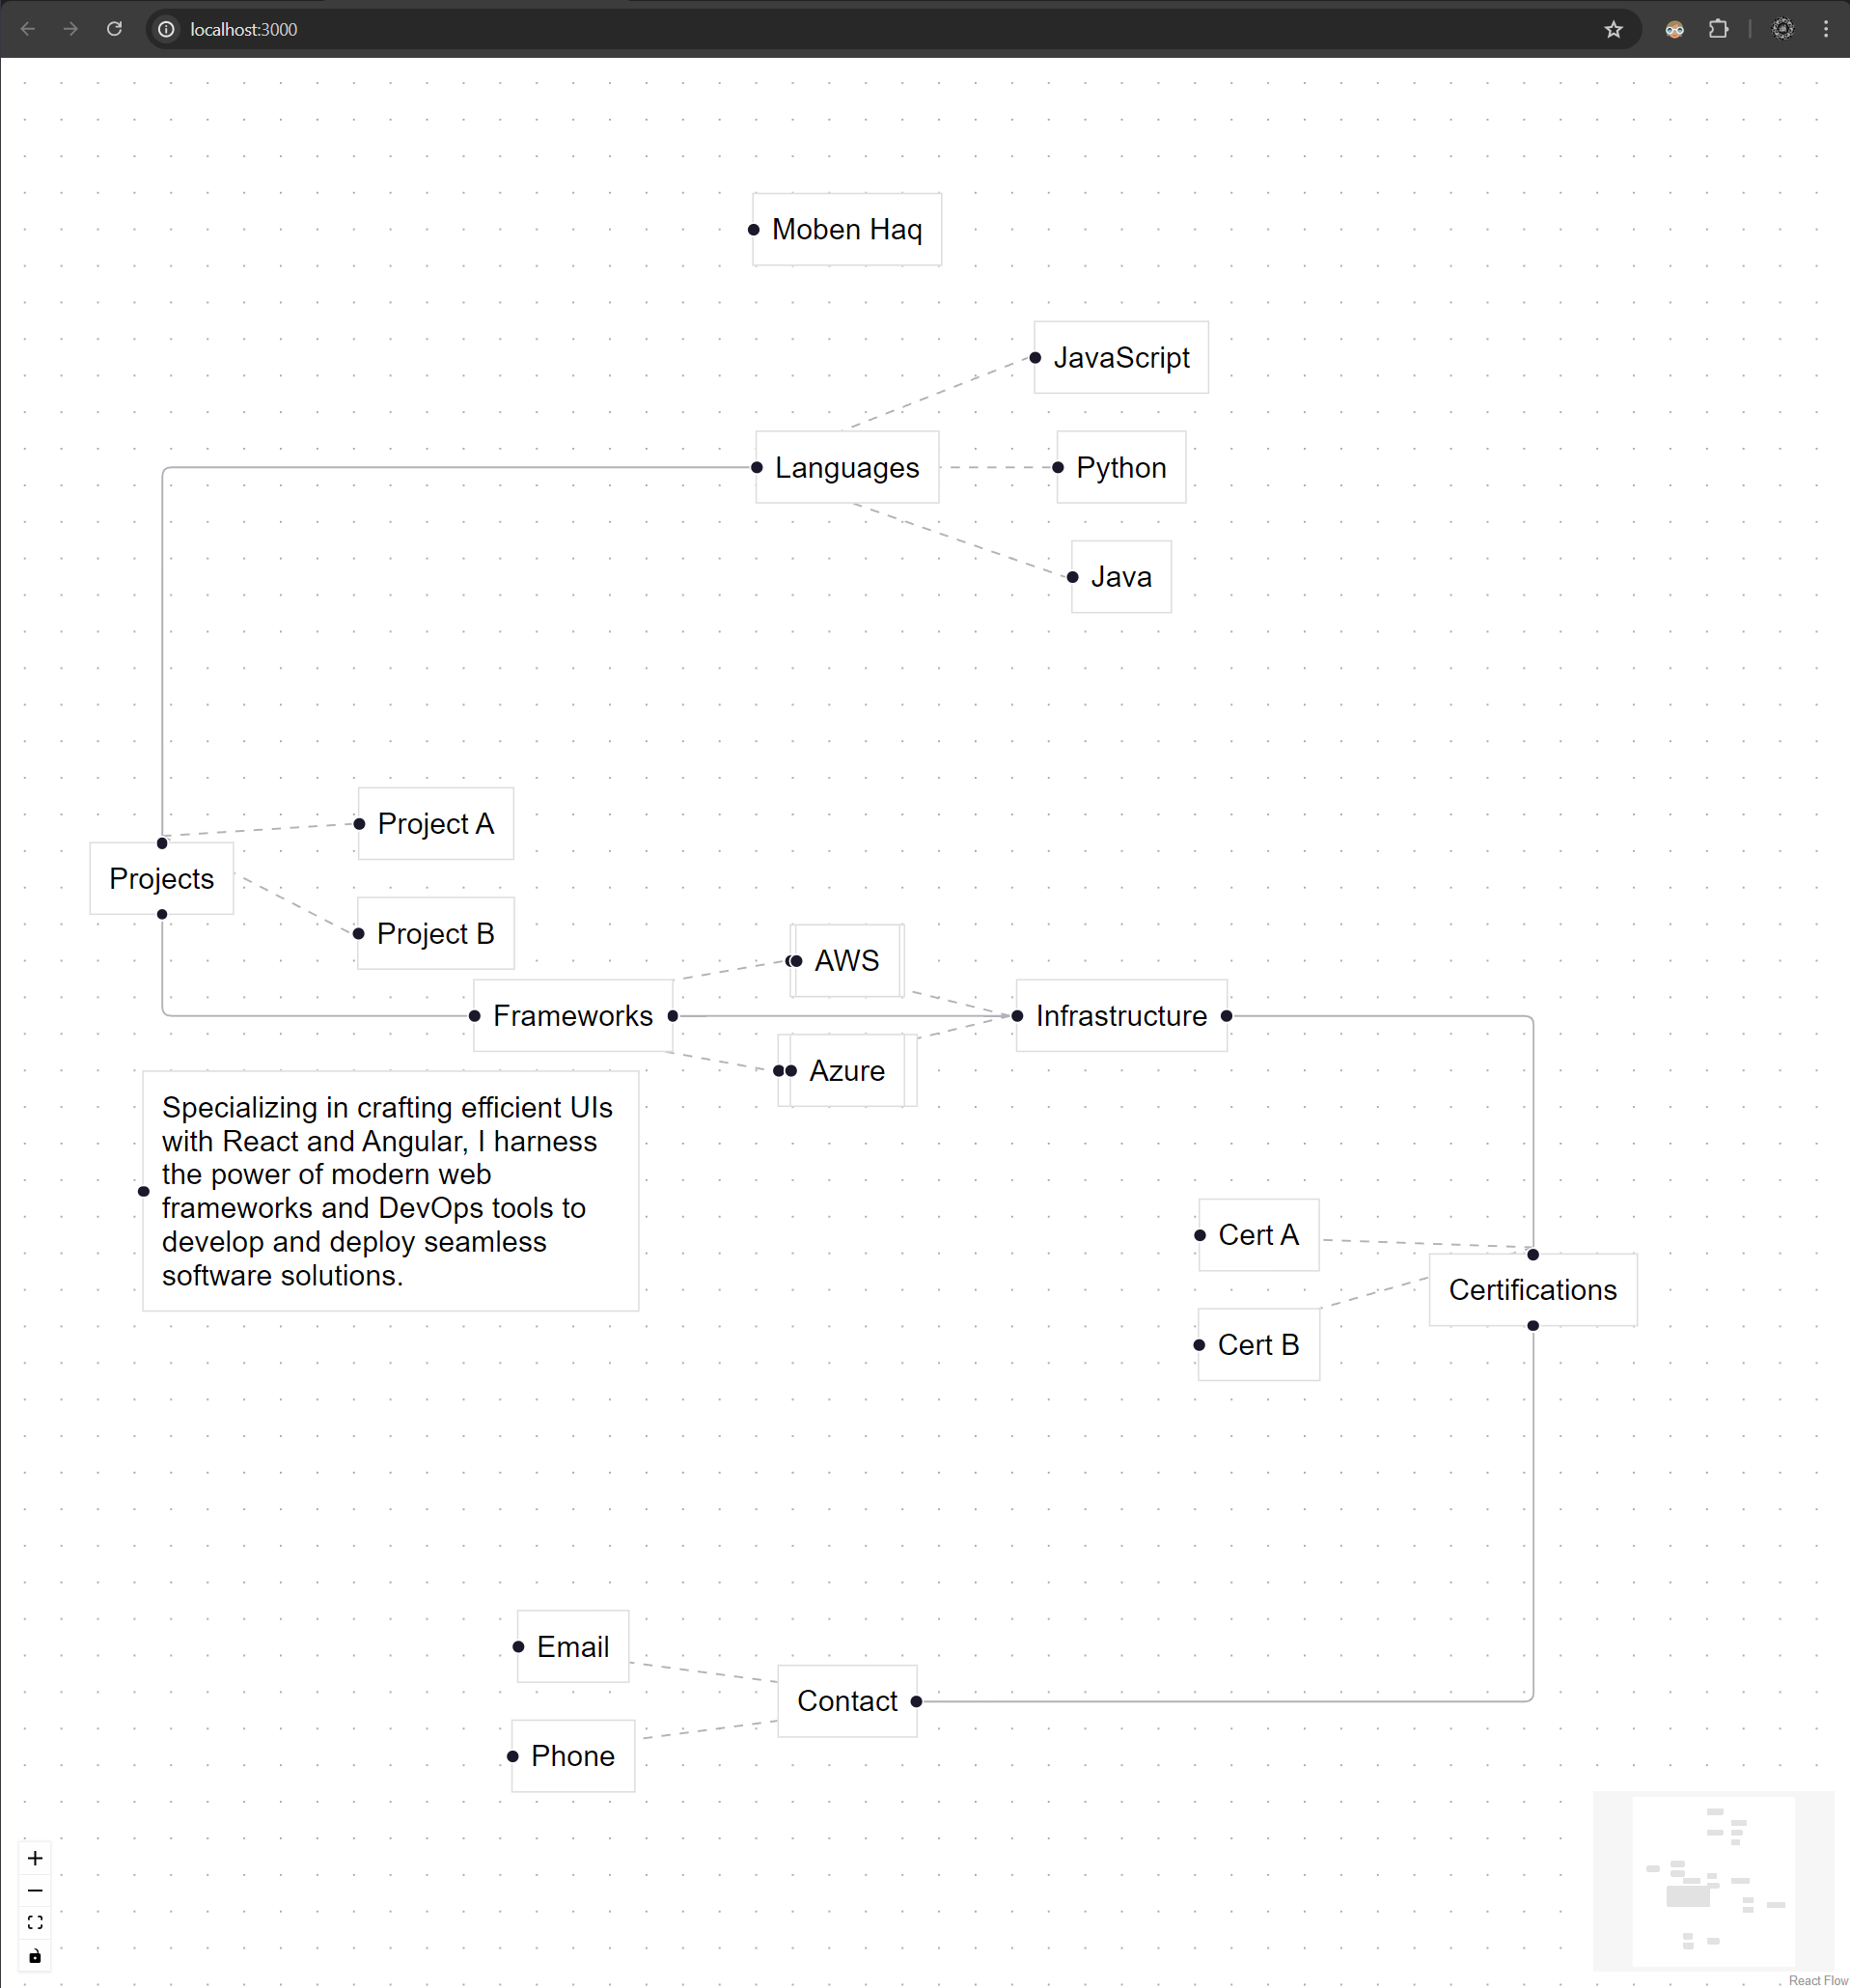 localhost:3000
Moben Haq
JavaScript
Languages
Python
Java
Project A
Projects
Project B
AWS
Frameworks
Infrastructure
Azure
Specializing in crafting efficient UIs
with React and Angular, I harness
the power of modern web
frameworks and DevOps tools to
develop and deploy seamless
software solutions.
Cert A
Certifications
Cert B
Email
Contact
Phone
React Flow